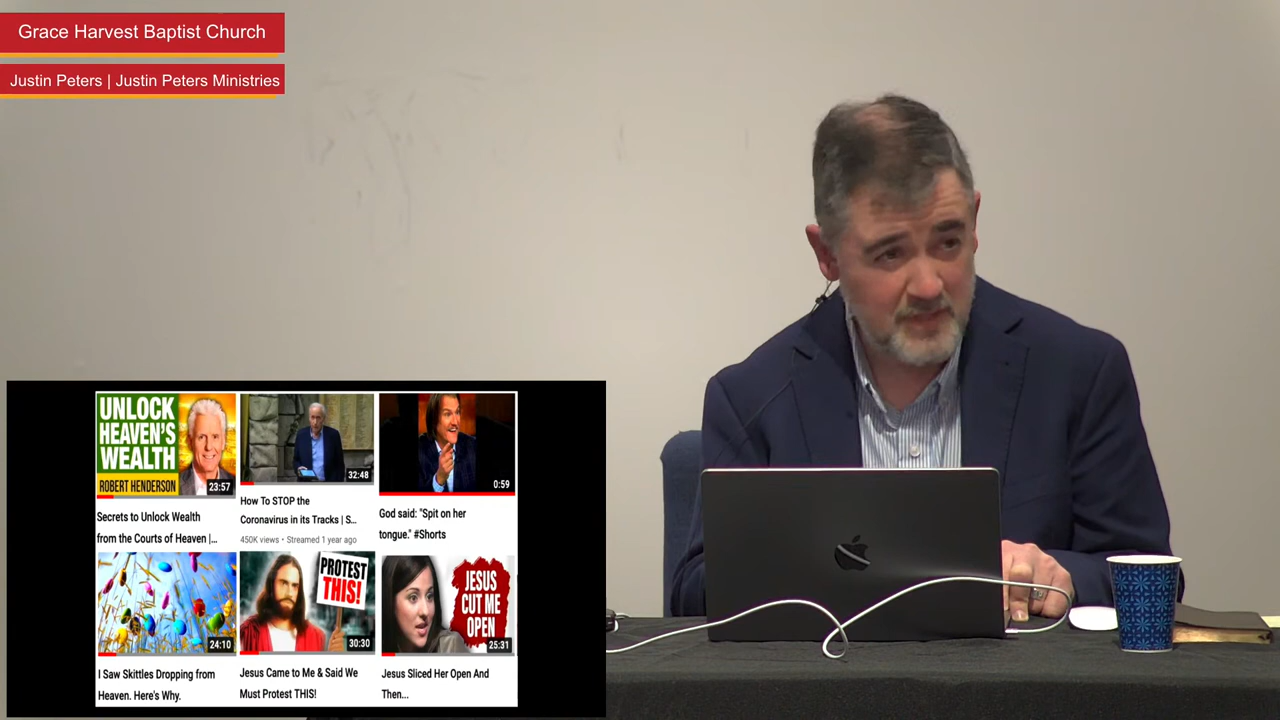 Grace Harvest Baptist Church
Justin Peters | Justin Peters Ministries
UNLOCK
HEAVEN'S
WEALTH
ROBERT HENDERSON
23:57
32:48
0:59
Secrets to Unlock Wealth
from the Courts of Heaven |...
How To STOP the
Coronavirus in its Tracks | S...
450K views • Streamed 1 year ago
God said: "Spit on her
tongue." #Shorts
24:10
PROTEST
THIS!
30:30
JESUS
CUT ME
OPEN
25:31
I Saw Skittles Dropping from
Heaven. Here's Why.
Jesus Came to Me & Said We
Must Protest THIS!
Jesus Sliced Her Open And
Then...